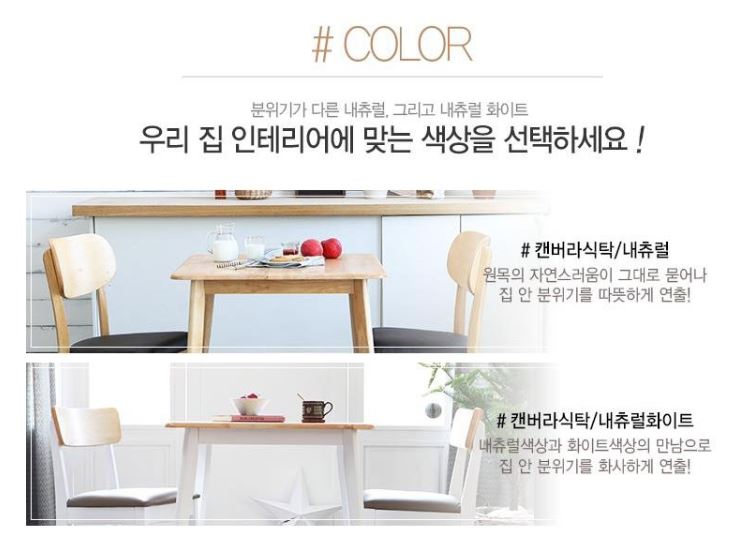 # COLOR
분위기가 다른 내츄럴, 그리고 내츄럴 화이트
우리 집 인테리어에 맞는 색상을 선택하세요 !
# 캔버라식탁/내츄럴
원목의 자연스러움이 그대로 묻어나
집 안 분위기를 따뜻하게 연출!
# 캔버라식탁/내츄럴화이트
내츄럴색상과 화이트색상의 만남으로
집 안 분위기를 화사하게 연출!